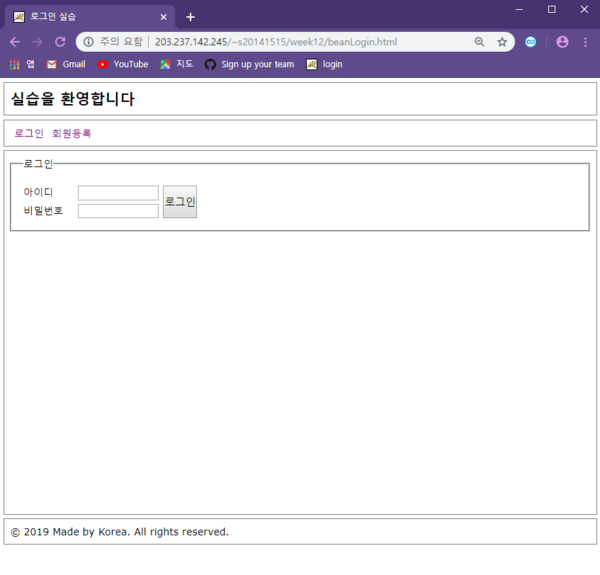 로그인 실습
주의 요함 203.237.142.245/~s20141515/week12/beanLogin.html
앱 Gmail YouTube 지도 Sign up your team login
실습을 환영합니다
로그인 회원등록
로그인
아이디
비밀번호
로그인
© 2019 Made by Korea. All rights reserved.